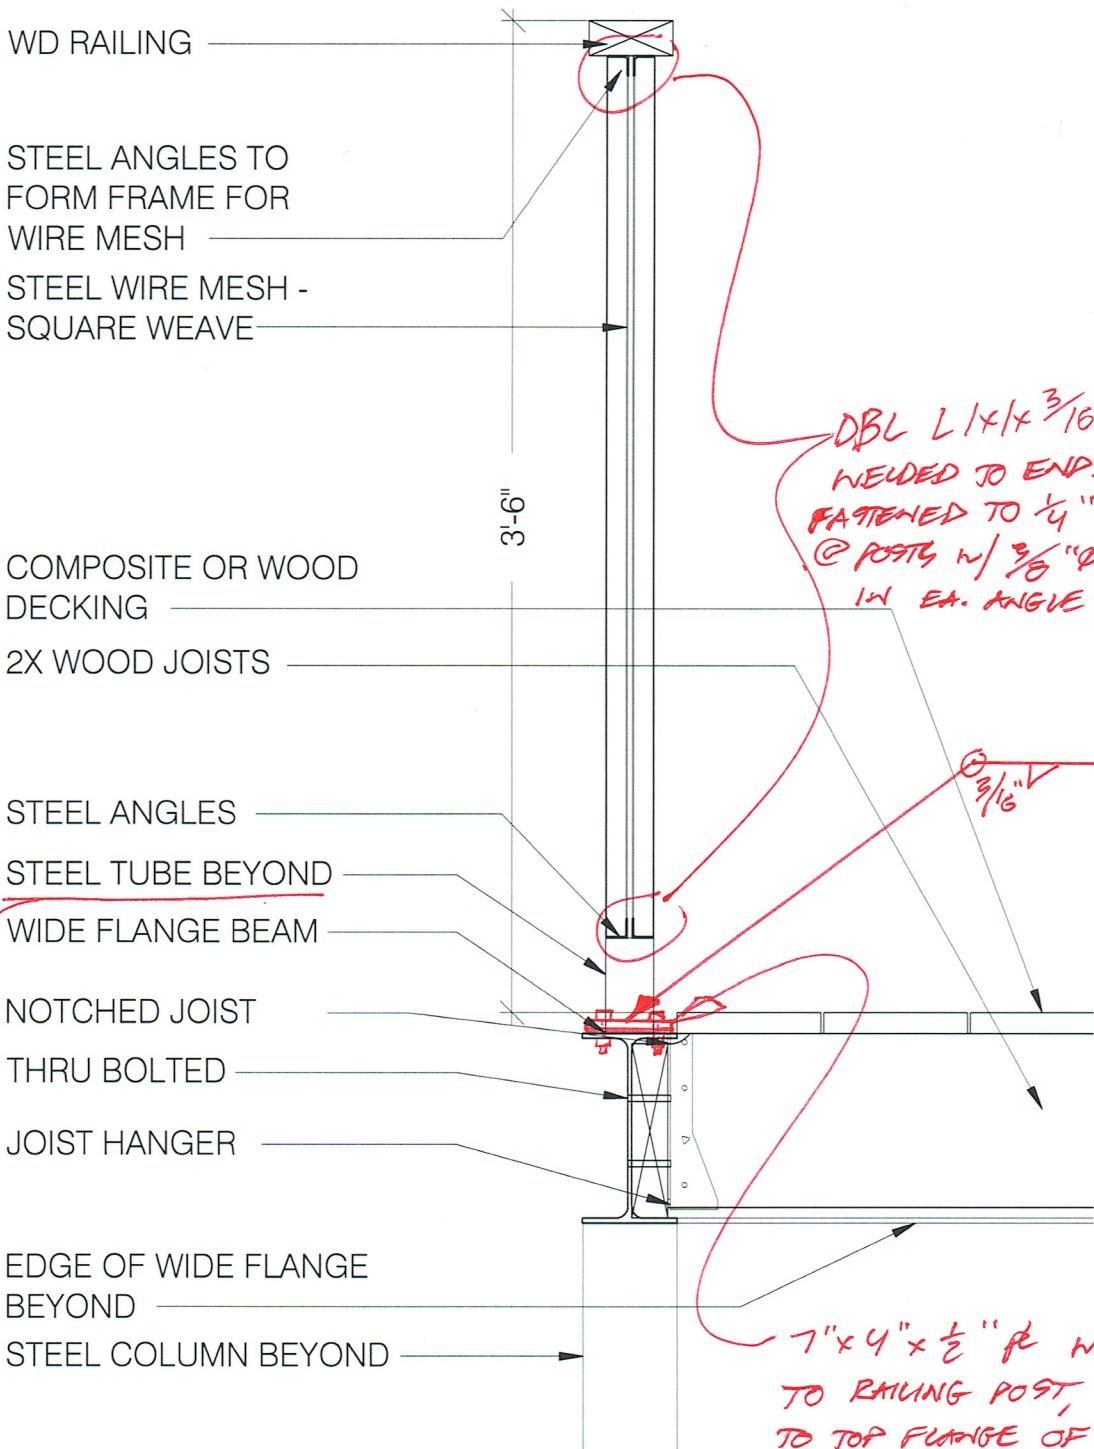 WD RAILING
STEEL ANGLES TO
FORM FRAME FOR
WIRE MESH
STEEL WIRE MESH -
SQUARE WEAVE
3'-6"
DBL L 1x1x 3/16
WELDED TO END
FASTENED TO 1/4"
@ POSTS W/ 3/8"Ø
IN EA. ANGLE
COMPOSITE OR WOOD
DECKING
2X WOOD JOISTS
3/16"
STEEL ANGLES
STEEL TUBE BEYOND
WIDE FLANGE BEAM
NOTCHED JOIST
THRU BOLTED
JOIST HANGER
EDGE OF WIDE FLANGE
BEYOND
STEEL COLUMN BEYOND
7"x 4"x 1/2" PL W
TO RAILING POST,
TO TOP FLANGE OF